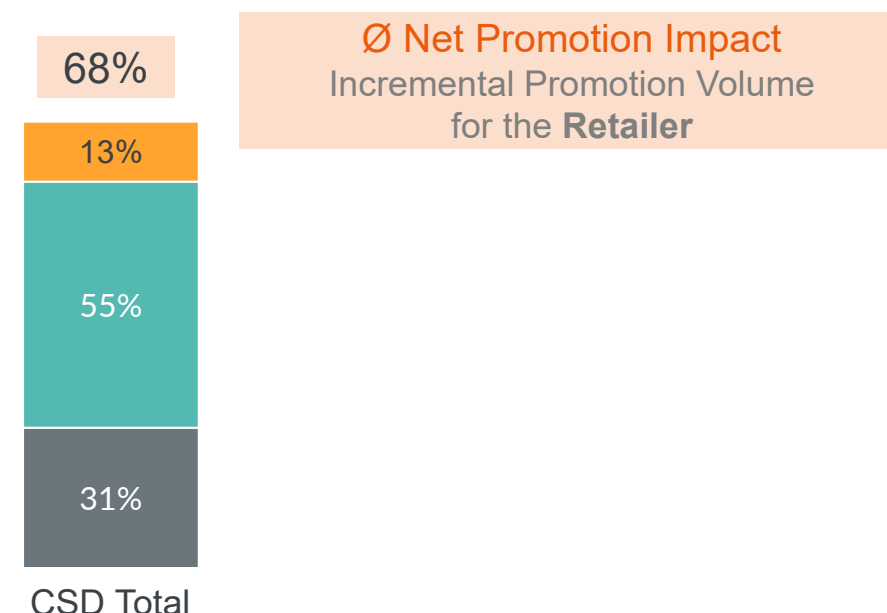 68%
Ø Net Promotion Impact
Incremental Promotion Volume
for the Retailer
13%
55%
31%
CSD Total